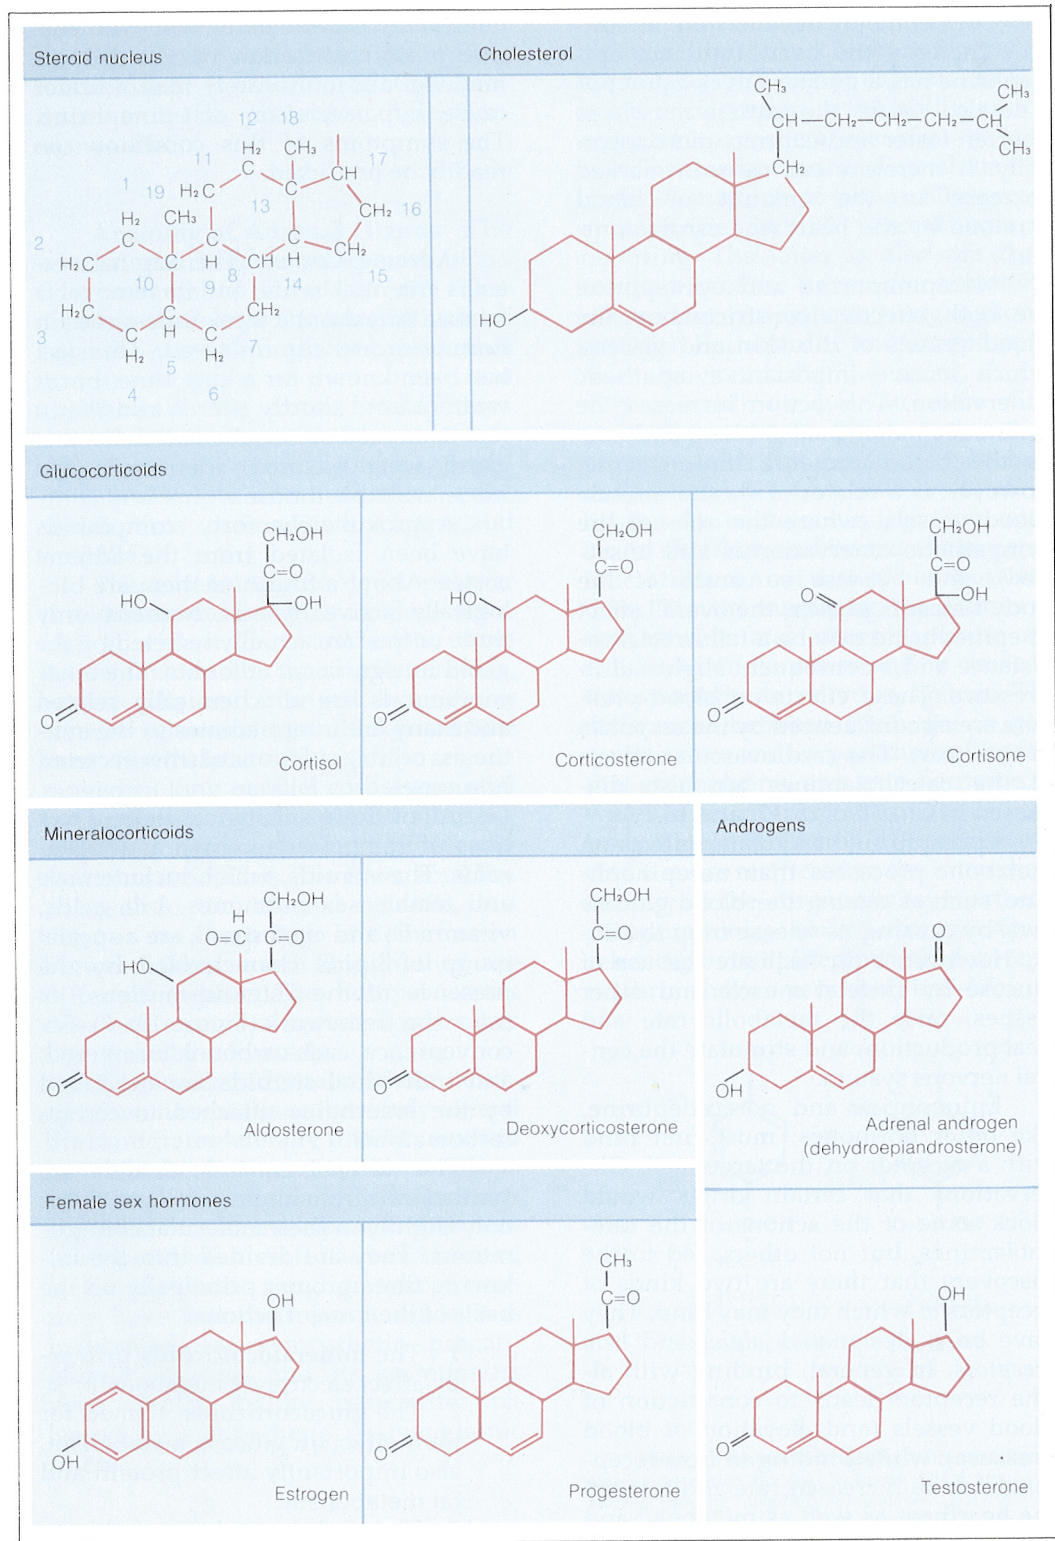 Steroid nucleus
Cholesterol
1
2
3
4
5
6
7
8
9
10
11
12
13
14
15
16
17
18
19
H₂
C
CH₃
CH
H₂C
CH₃
CH₂
C
C
H₂
C
C
H
CH
C
H
CH₂
H₂C
C
C
CH₂
H₂C
C
H
C
CH₂
C
H₂
C
H₂
CH₃
CH—CH₂—CH₂—CH₂—CH
CH₃
CH₃
CH₂
HO
Glucocorticoids
CH₂OH
C=O
HO
OH
O
Cortisol
CH₂OH
C=O
HO
O
Corticosterone
CH₂OH
C=O
OH
O
O
Cortisone
Mineralocorticoids
Androgens
CH₂OH
H
O=C C=O
HO
O
Aldosterone
CH₂OH
C=O
O
Deoxycorticosterone
O
OH
Adrenal androgen
(dehydroepiandrosterone)
Female sex hormones
OH
OH
Estrogen
CH₃
C=O
O
Progesterone
OH
O
Testosterone